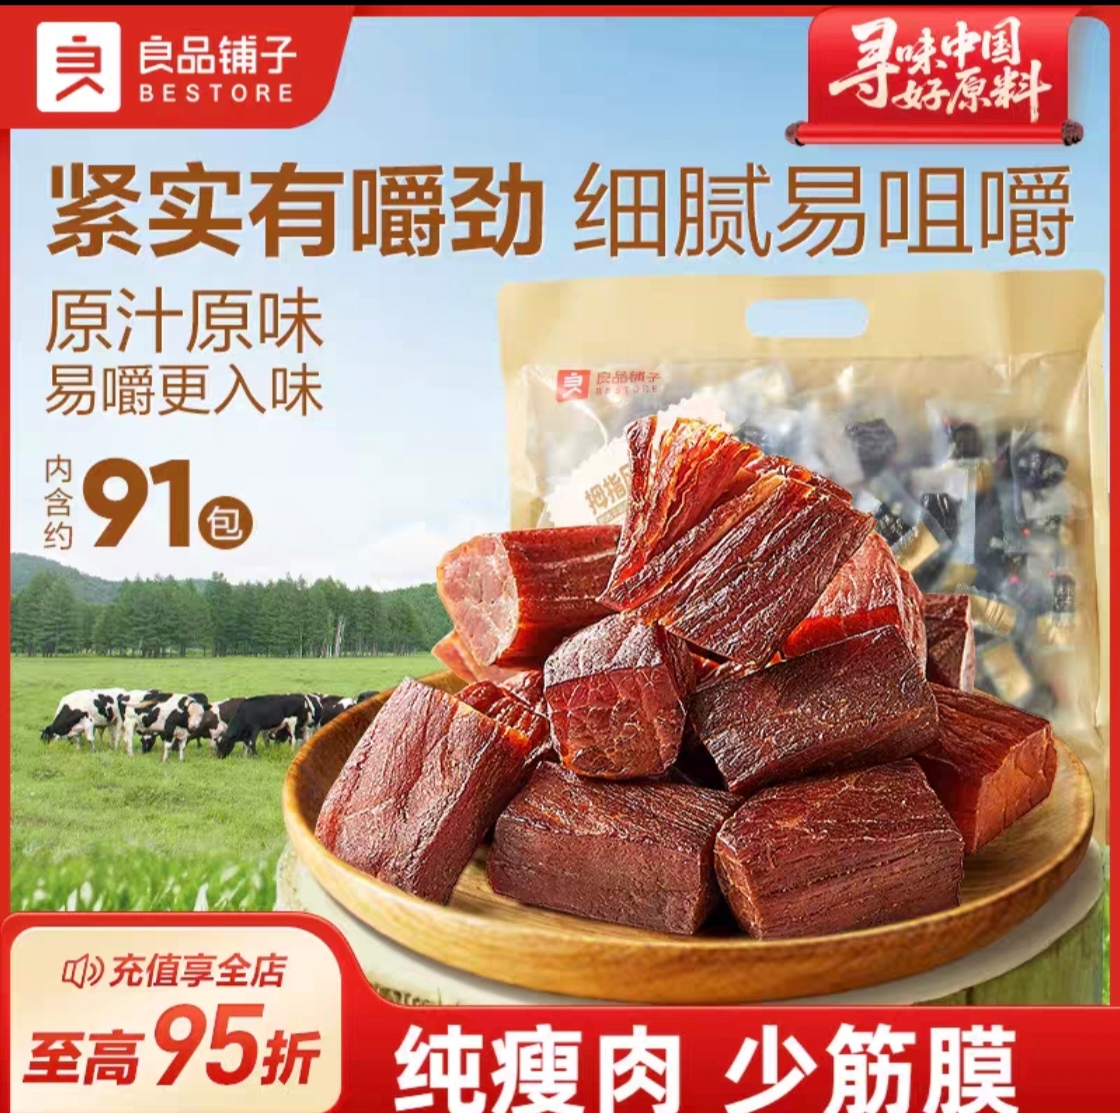 良品铺子
BESTORE
寻味中国
好原料
紧实有嚼劲 细腻易咀嚼
原汁原味
易嚼更入味
内含约91包
良品铺子
BESTORE
拇指
充值享全店
至高95折
纯瘦肉 少筋膜